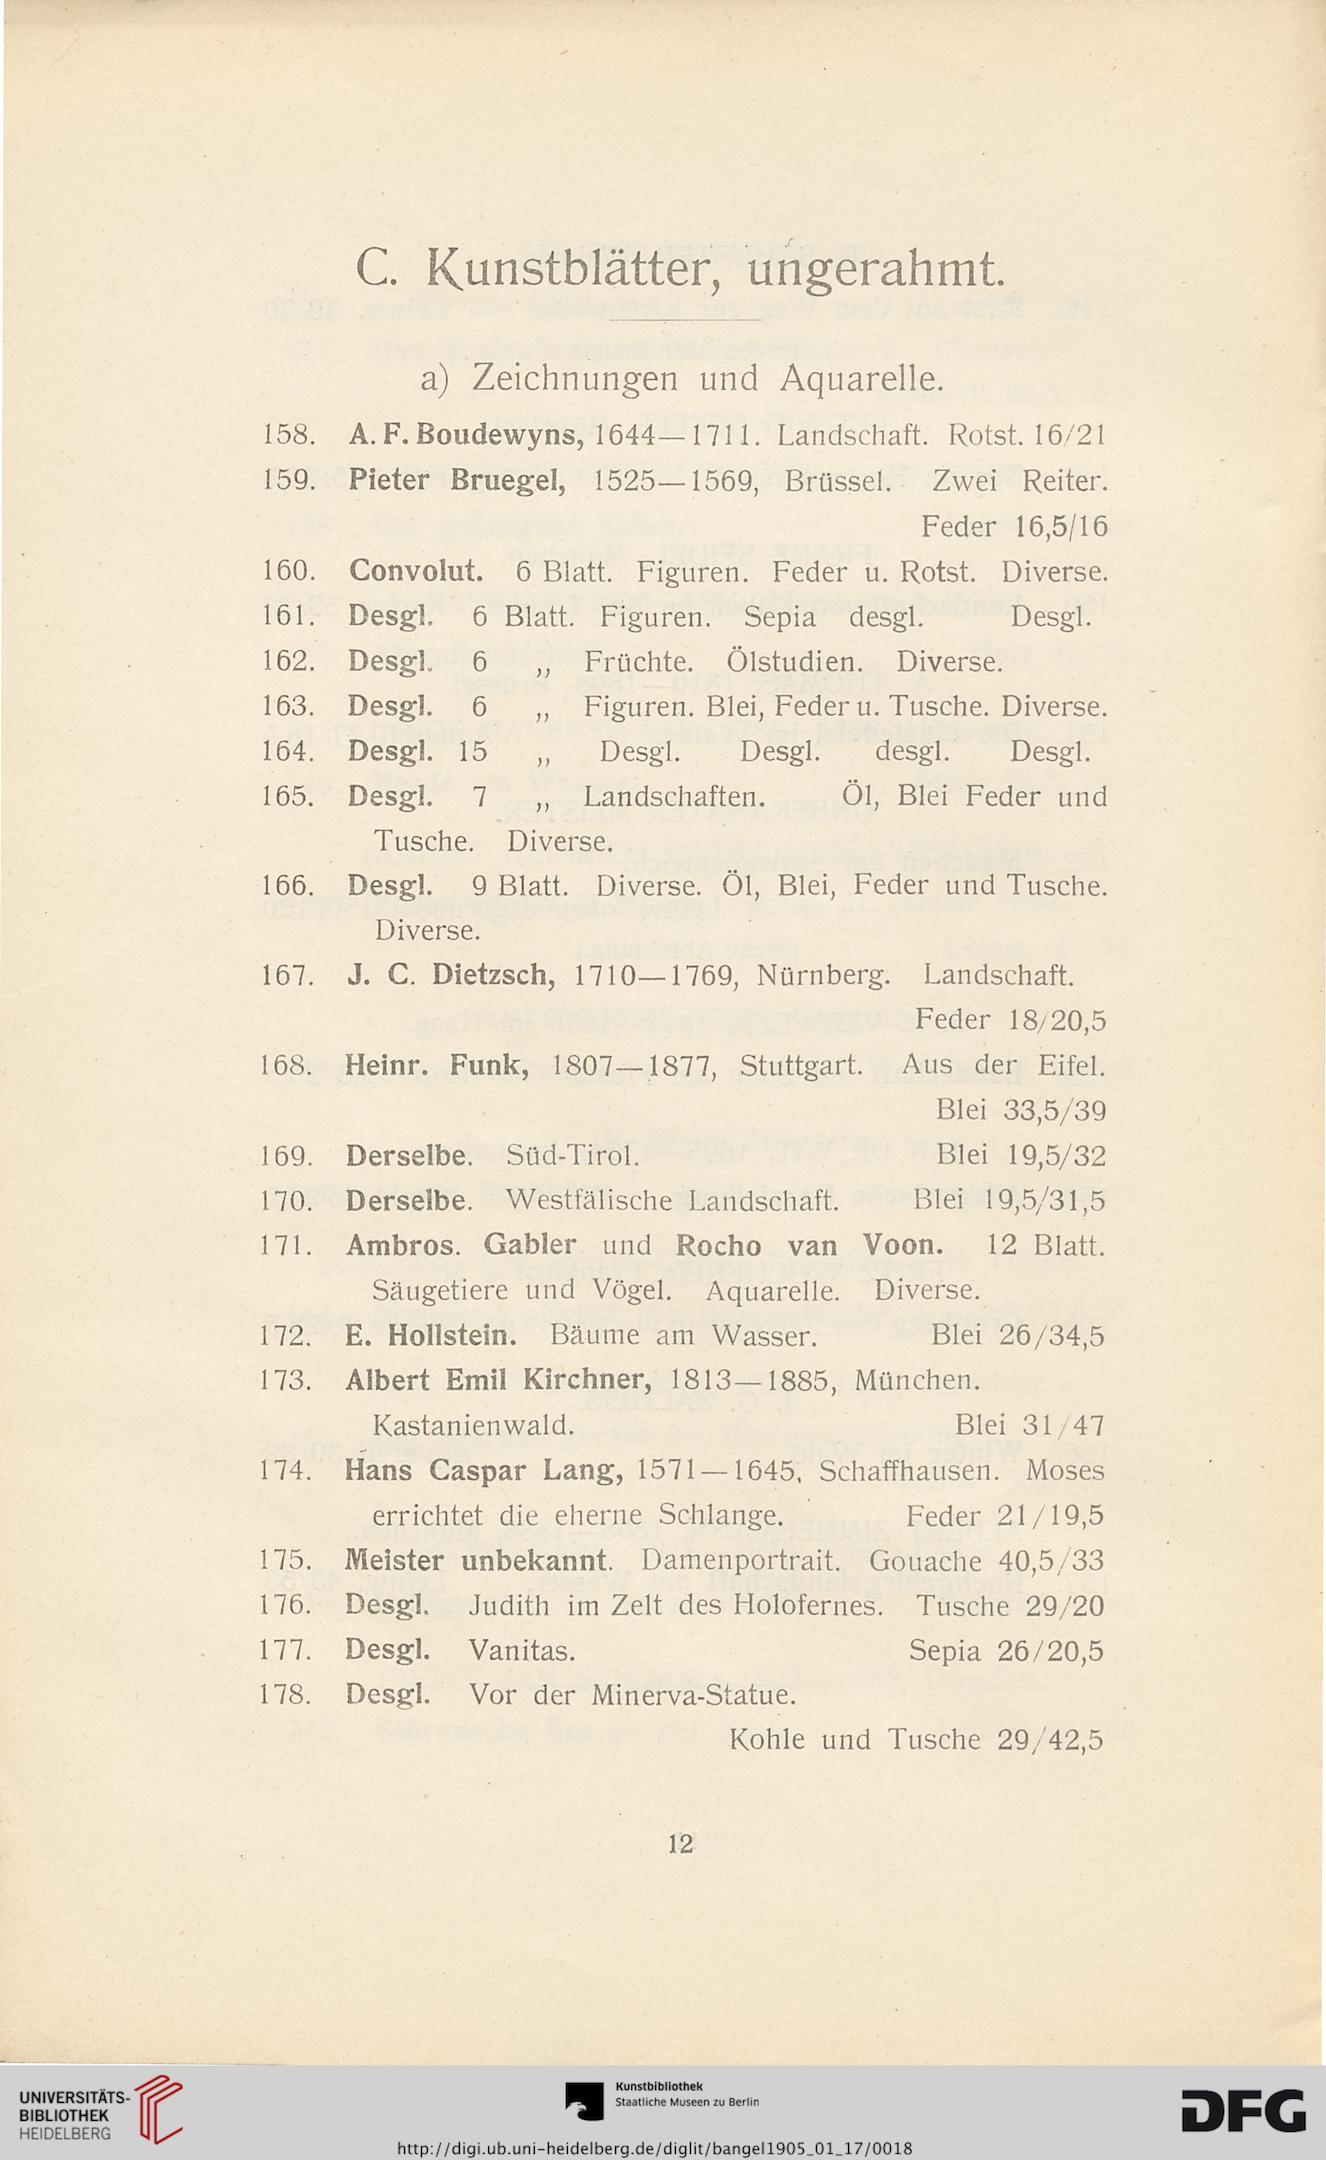 C. Kunstblätter, ungerahmt.
a) Zeichnungen und Aquarelle.
158. A. F. Boudewyns, 1644—1711. Landschaft. Rotst. 16/21
159. Pieter Bruegel, 1525—1569, Brüssel. Zwei Reiter.
Feder 16,5/16
160. Convolut. 6 Blatt. Figuren. Feder u. Rotst. Diverse.
161. Desgl. 6 Blatt. Figuren. Sepia desgl. Desgl.
162. Desgl. 6 „ Früchte. Ölstudien. Diverse.
163. Desgl. 6 „ Figuren. Blei, Feder u. Tusche. Diverse.
164. Desgl. 15 „ Desgl. Desgl. desgl. Desgl.
165. Desgl. 7 „ Landschaften. Öl, Blei Feder und
Tusche. Diverse.
166. Desgl. 9 Blatt. Diverse. Öl, Blei, Feder und Tusche.
Diverse.
167. J. C. Dietzsch, 1710—1769, Nürnberg. Landschaft.
Feder 18/20,5
168. Heinr. Funk, 1807—1877, Stuttgart. Aus der Eifel.
Blei 33,5/39
169. Derselbe. Süd-Tirol. Blei 19,5/32
170. Derselbe. Westfälische Landschaft. Blei 19,5/31,5
171. Ambros. Gabler und Rocho van Voon. 12 Blatt.
Säugetiere und Vögel. Aquarelle. Diverse.
172. E. Hollstein. Bäume am Wasser. Blei 26/34,5
173. Albert Emil Kirchner, 1813—1885, München.
Kastanienwald. Blei 31/47
174. Hans Caspar Lang, 1571—1645, Schaffhausen. Moses
errichtet die eherne Schlange. Feder 21/19,5
175. Meister unbekannt. Damenportrait. Gouache 40,5/33
176. Desgl. Judith im Zelt des Holofernes. Tusche 29/20
177. Desgl. Vanitas. Sepia 26/20,5
178. Desgl. Vor der Minerva-Statue.
Kohle und Tusche 29/42,5
12
UNIVERSITÄTS-
BIBLIOTHEK
HEIDELBERG
Kunstbibliothek
Staatliche Museen zu Berlin
http://digi.ub.uni-heidelberg.de/diglit/bangel1905_01_17/0018
DFG